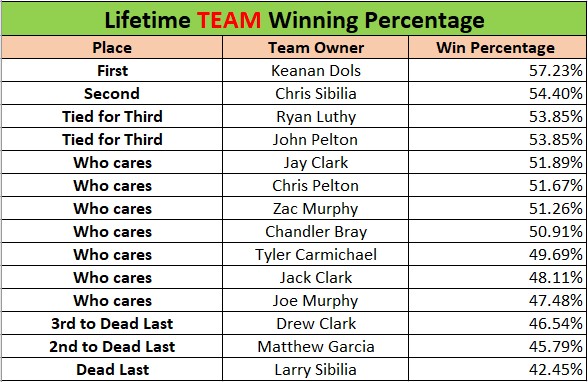 Lifetime TEAM Winning Percentage
Place Team Owner Win Percentage
First Keanan Dols 57.23%
Second Chris Sibilia 54.40%
Tied for Third Ryan Luthy 53.85%
Tied for Third John Pelton 53.85%
Who cares Jay Clark 51.89%
Who cares Chris Pelton 51.67%
Who cares Zac Murphy 51.26%
Who cares Chandler Bray 50.91%
Who cares Tyler Carmichael 49.69%
Who cares Jack Clark 48.11%
Who cares Joe Murphy 47.48%
3rd to Dead Last Drew Clark 46.54%
2nd to Dead Last Matthew Garcia 45.79%
Dead Last Larry Sibilia 42.45%